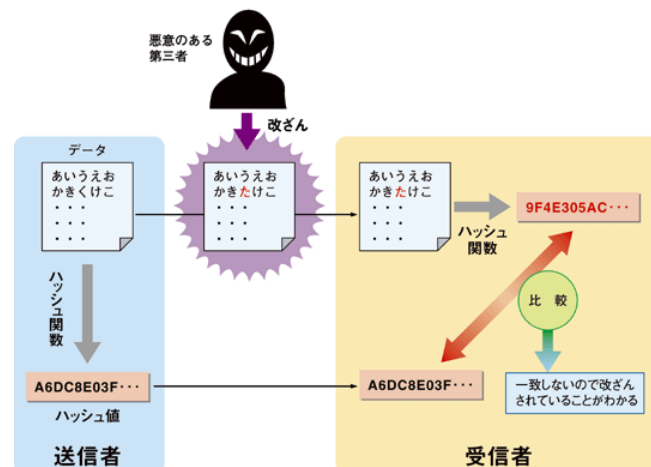 悪意のある
第三者
改ざん
データ
あいうえお
かきくけこ
・・・
・・・
・・・
あいうえお
かきたけこ
・・・
・・・
・・・
あいうえお
かきたけこ
・・・
・・・
・・・
ハッシュ
関数
9F4E305AC・・・
ハッシュ
関数
比較
A6DC8E03F・・・
ハッシュ値
A6DC8E03F・・・
一致しないので改ざん
されていることがわかる
送信者
受信者